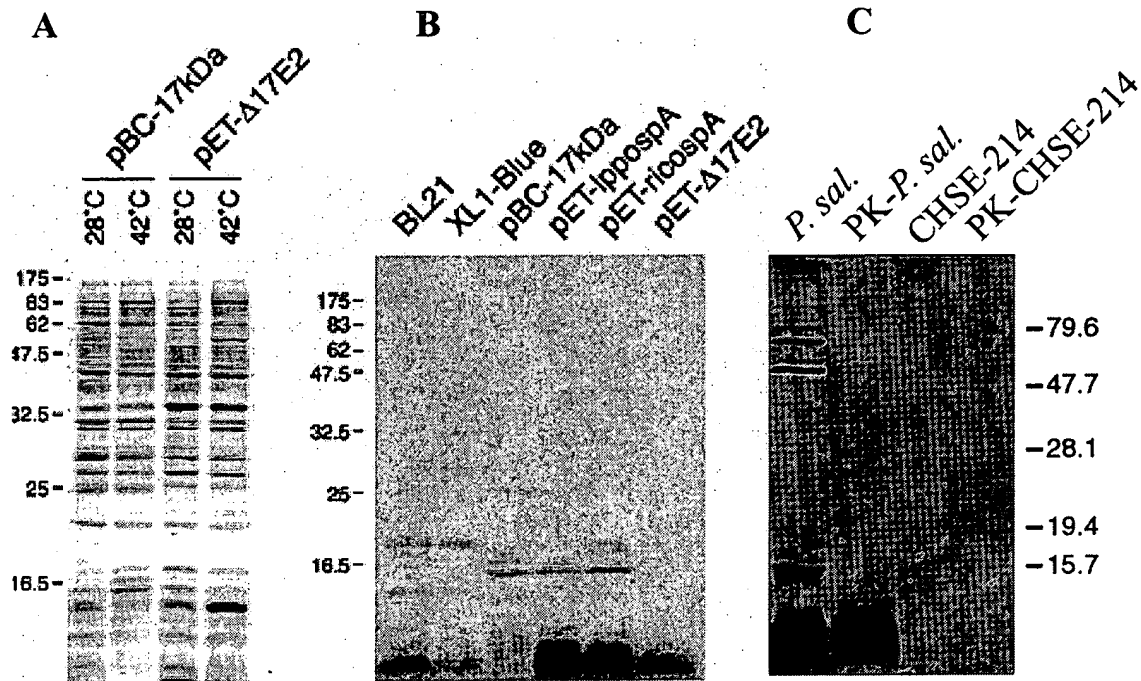 A
pBC-17kDa
pET-Δ17E2
28°C
42°C
28°C
42°C
175
83
62
47.5
32.5
25
16.5
B
BL21
XL1-Blue
pBC-17kDa
pET-lppospA
pET-ricospA
pET-Δ17E2
175
83
62
47.5
32.5
25
16.5
C
P. sal.
PK-P. sal.
CHSE-214
PK-CHSE-214
79.6
47.7
28.1
19.4
15.7